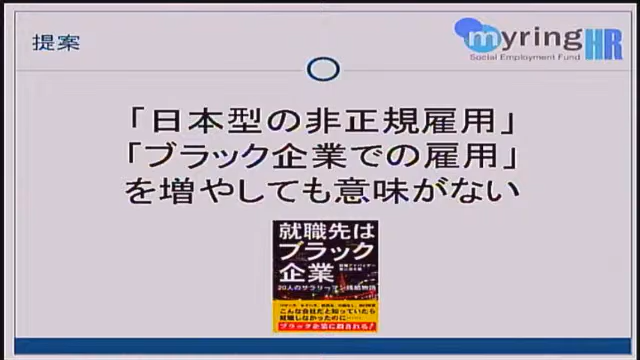 提案
myring HR
Social Employment Fund
「日本型の非正規雇用」
「ブラック企業での雇用」
を増やしても意味がない
就職先は
ブラック
企業
20人のサラリーマン残酷物語
こんな会社だと知っていたら
就職しなかったのに……
ブラック企業に騙される!